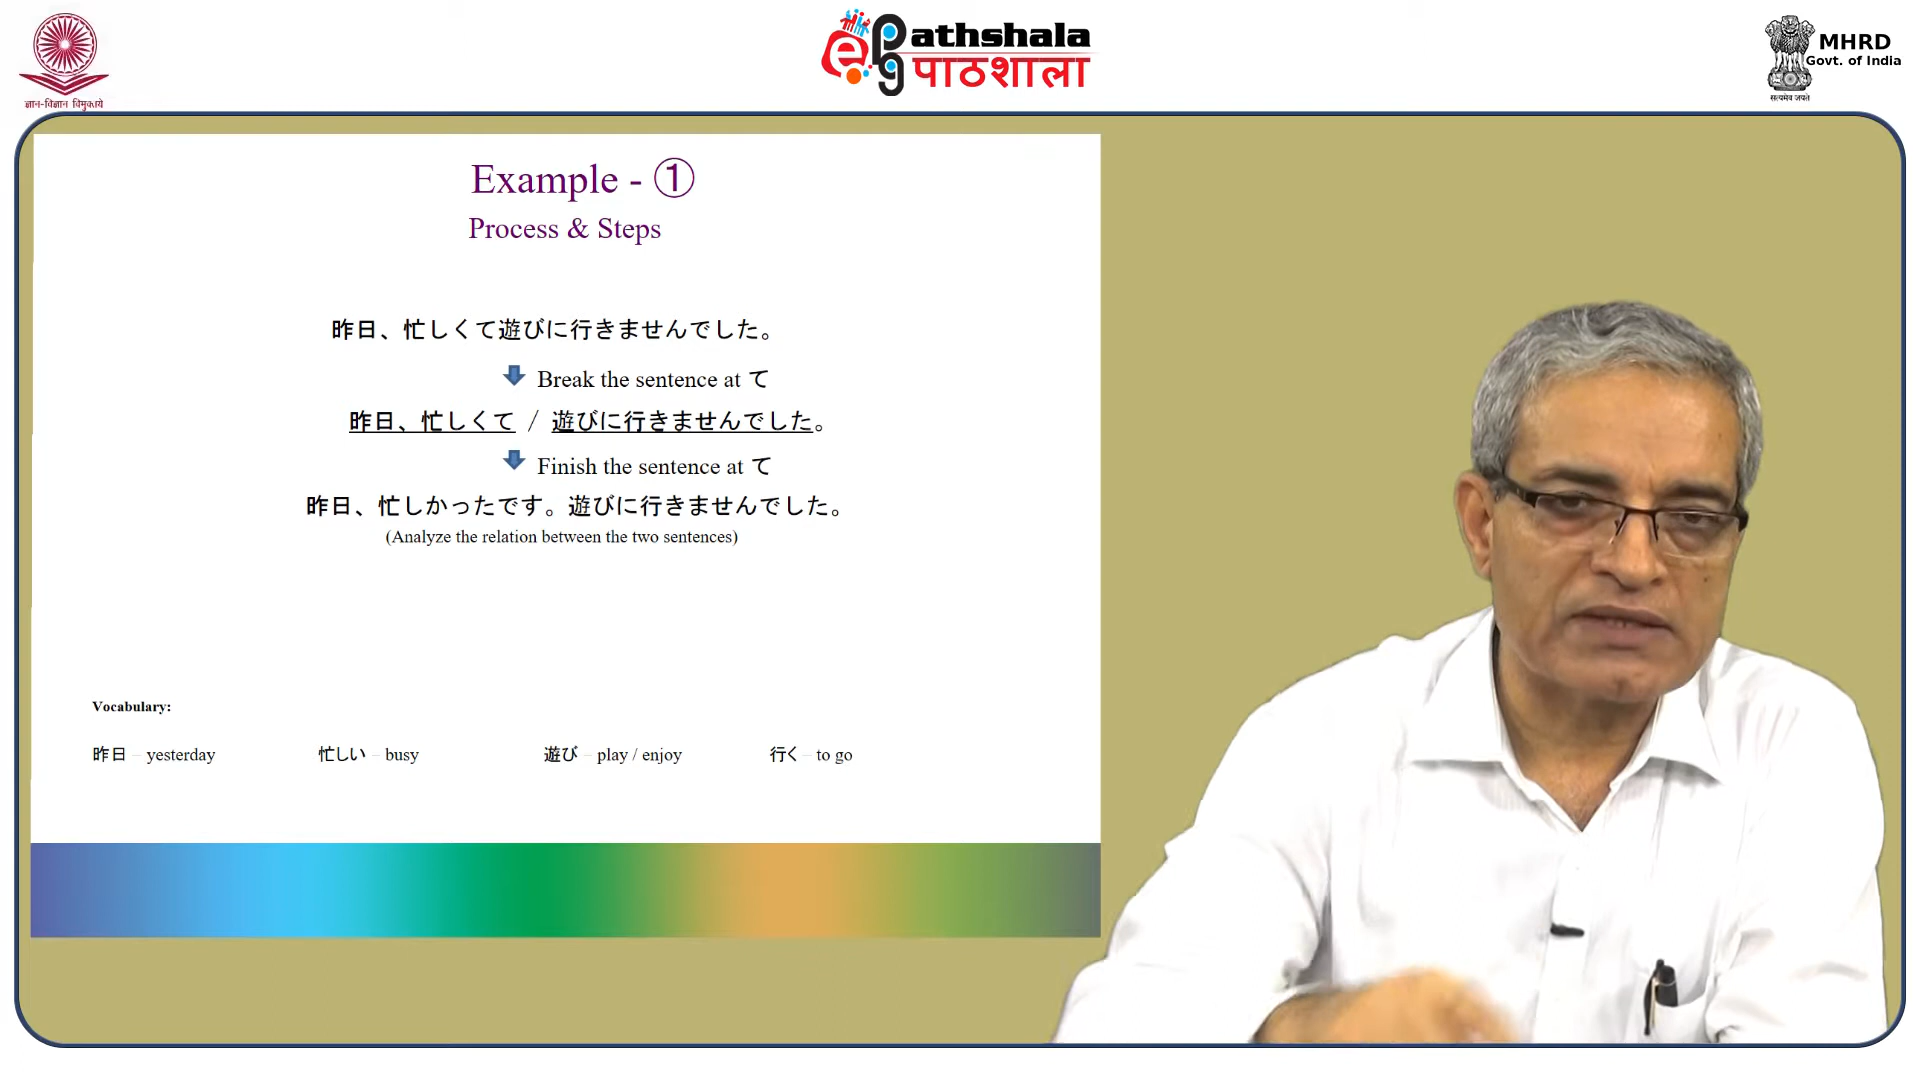 ज्ञान-विज्ञान विमुक्तये
e Pathshala
पाठशाला
MHRD
Govt. of India
सत्यमेव जयते
Example - ①
Process & Steps
昨日、忙しくて遊びに行きませんでした。
Break the sentence at て
昨日、忙しくて / 遊びに行きませんでした。
Finish the sentence at て
昨日、忙しかったです。遊びに行きませんでした。
(Analyze the relation between the two sentences)
Vocabulary:
昨日 – yesterday 忙しい – busy 遊び – play / enjoy 行く – to go